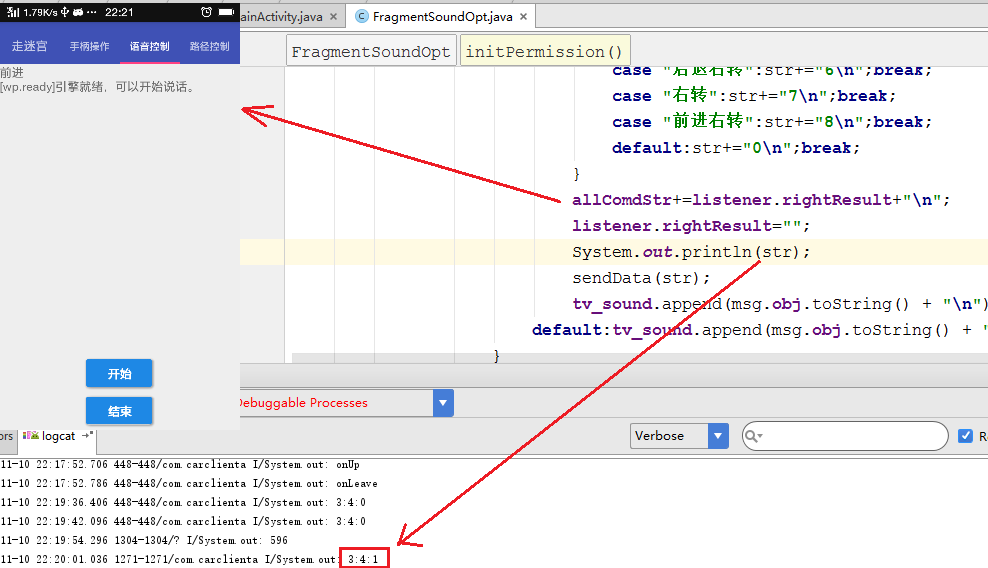 1.79K/s ··· 22:21
走迷宫 手柄操作 语音控制 路径控制
前进
[wp.ready]引擎就绪，可以开始说话。
开始
结束
ainActivity.java × FragmentSoundOpt.java ×
FragmentSoundOpt initPermission()
case "后退右转":str+="6\n";break;
case "右转":str+="7\n";break;
case "前进右转":str+="8\n";break;
default:str+="0\n";break;
}
allComdStr+=listener.rightResult+"\n";
listener.rightResult="";
System.out.println(str);
sendData(str);
tv_sound.append(msg.obj.toString() + "\n")
default:tv_sound.append(msg.obj.toString() + "
}
Debuggable Processes
ors logcat Verbose R
11-10 22:17:52.706 448-448/com.carclienta I/System.out: onUp
11-10 22:17:52.786 448-448/com.carclienta I/System.out: onLeave
11-10 22:19:36.406 448-448/com.carclienta I/System.out: 3:4:0
11-10 22:19:42.096 448-448/com.carclienta I/System.out: 3:4:0
11-10 22:19:54.296 1304-1304/? I/System.out: 596
11-10 22:20:01.036 1271-1271/com.carclienta I/System.out: 3:4:1